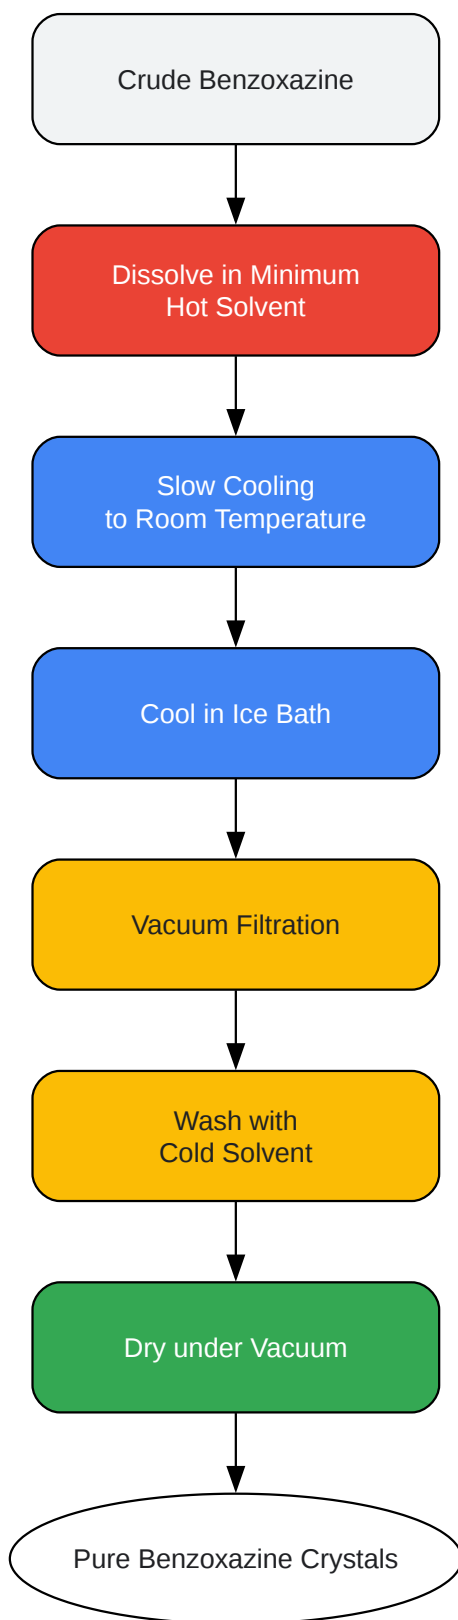 Crude Benzoxazine
Dissolve in Minimum
Hot Solvent
Slow Cooling
to Room Temperature
Cool in Ice Bath
Vacuum Filtration
Wash with
Cold Solvent
Dry under Vacuum
Pure Benzoxazine Crystals